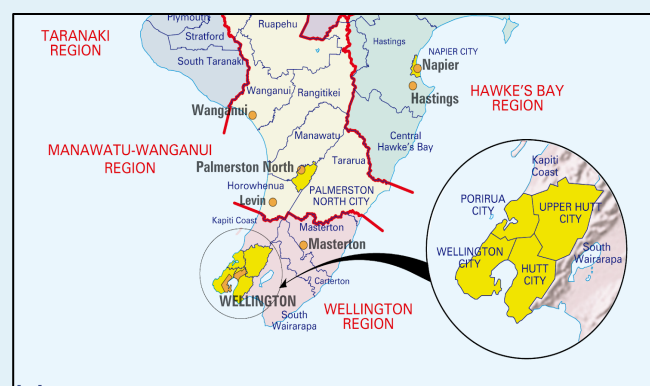 Plymouth
Ruapehu
TARANAKI
REGION
Stratford
Hastings
NAPIER CITY
South Taranaki
Napier
Wanganui
Rangitikei
Hastings
HAWKE'S BAY
REGION
Wanganui
Manawatu
Central
Hawke's Bay
MANAWATU-WANGANUI
REGION
Palmerston North
Tararua
Horowhenua
PALMERSTON
NORTH CITY
Levin
Kapiti Coast
Masterton
Masterton
Carterton
WELLINGTON
WELLINGTON
REGION
South
Wairarapa
Kapiti
Coast
PORIRUA
CITY
UPPER HUTT
CITY
WELLINGTON
CITY
HUTT
CITY
South
Wairarapa